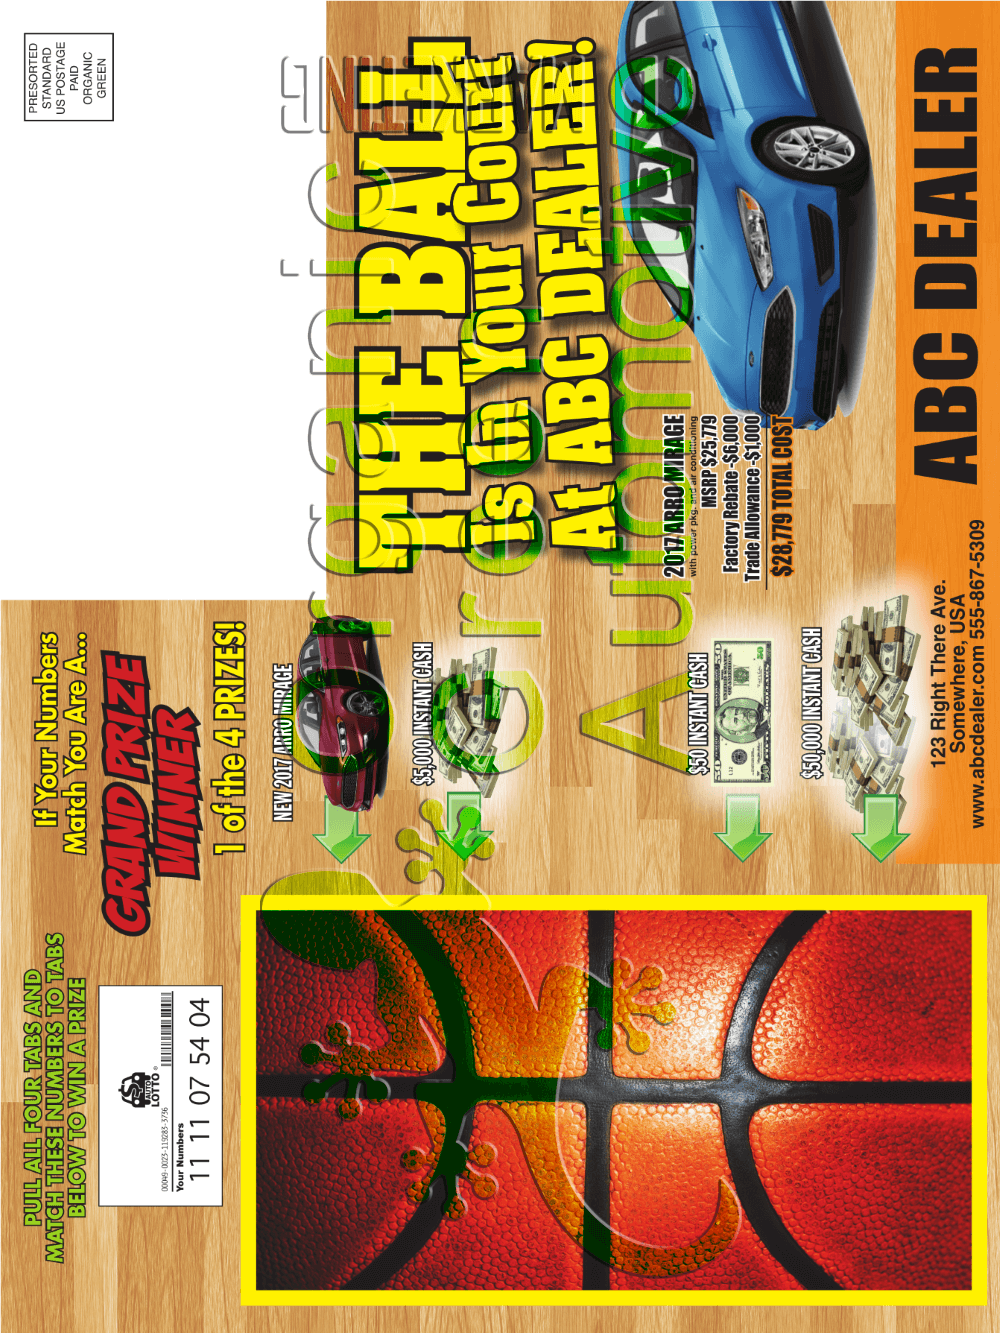 PRESORTED
STANDARD
US POSTAGE
PAID
ORGANIC
GREEN
THE BALL
Is In Your Court
At ABC DEALER!
2017 ARRO MIRAGE
with power pkg. and air conditioning
MSRP $25,779
Factory Rebate -$6,000
Trade Allowance -$1,000
$28,779 TOTAL COST
ABC DEALER
123 Right There Ave.
Somewhere, USA
www.abcdealer.com 555-867-5309
If Your Numbers
Match You Are A...
GRAND PRIZE
WINNER
1 of the 4 PRIZES!
NEW 2017 ARRO MIRAGE
$5,000 INSTANT CASH
$50 INSTANT CASH
$50,000 INSTANT CASH
PULL ALL FOUR TABS AND
MATCH THESE NUMBERS TO TABS
BELOW TO WIN A PRIZE
AUTO
LOTTO
00049-0023-119283-3736
Your Numbers
11 11 07 54 04
Organic
Green
Automotive
MARKETING